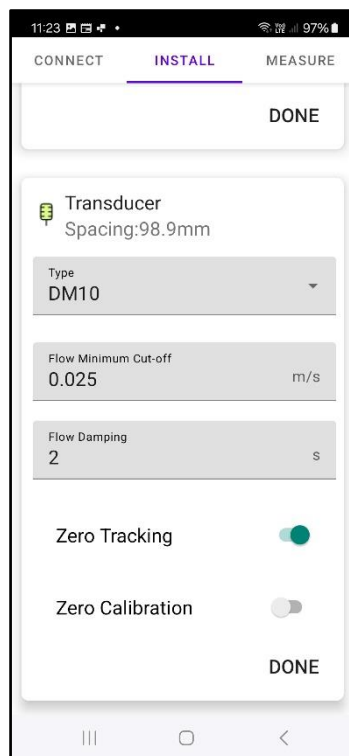 11:23 97%
CONNECT INSTALL MEASURE
DONE
Transducer
Spacing:98.9mm
Type
DM10
Flow Minimum Cut-off
0.025 m/s
Flow Damping
2 s
Zero Tracking
Zero Calibration
DONE